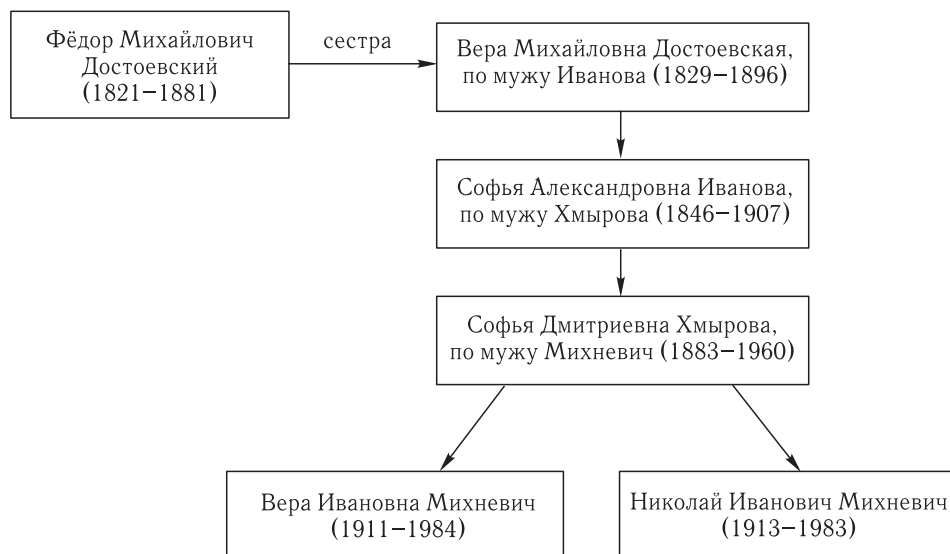 Фёдор Михайлович
Достоевский
(1821–1881)
сестра
Вера Михайловна Достоевская,
по мужу Иванова (1829–1896)
Софья Александровна Иванова,
по мужу Хмырова (1846–1907)
Софья Дмитриевна Хмырова,
по мужу Михневич (1883–1960)
Вера Ивановна Михневич
(1911–1984)
Николай Иванович Михневич
(1913–1983)